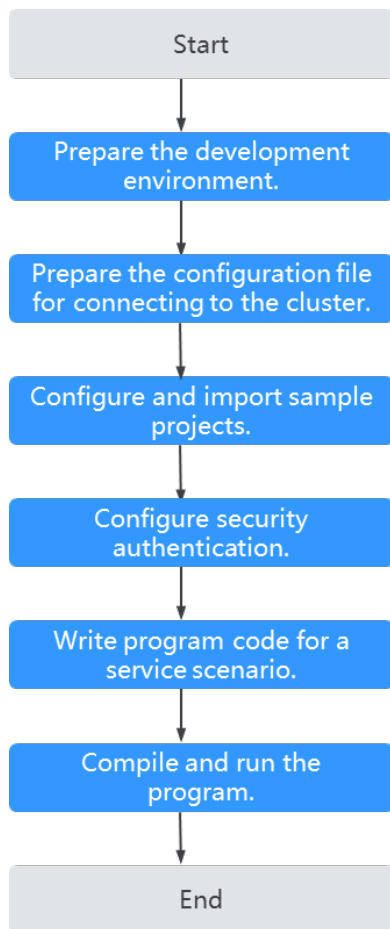 Start
Prepare the development
environment.
Prepare the configuration file
for connecting to the cluster.
Configure and import sample
projects.
Configure security
authentication.
Write program code for a
service scenario.
Compile and run the
program.
End